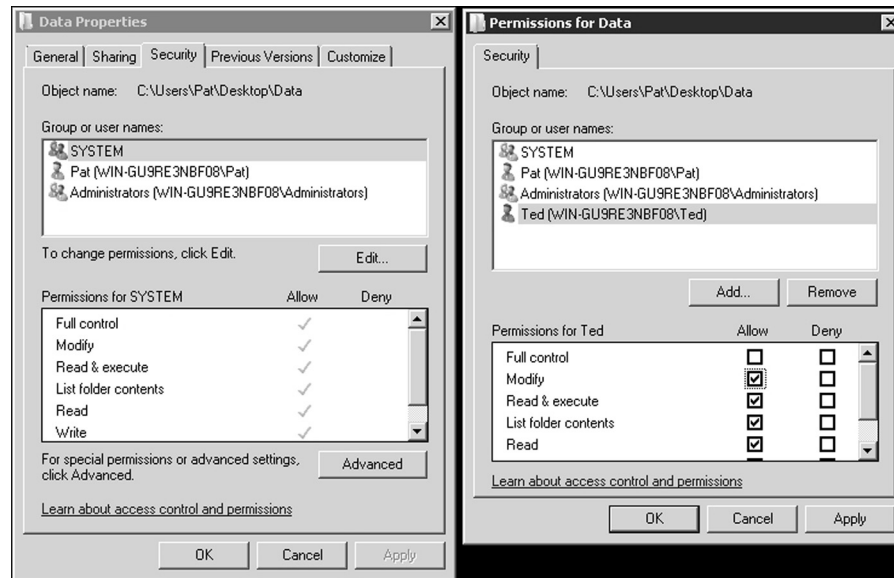 Data Properties
General Sharing Security Previous Versions Customize
Object name: C:\Users\Pat\Desktop\Data
Group or user names:
SYSTEM
Pat (WIN-GU9RE3NBF08\Pat)
Administrators (WIN-GU9RE3NBF08\Administrators)
To change permissions, click Edit.
Edit...
Permissions for SYSTEM Allow Deny
Full control
Modify
Read & execute
List folder contents
Read
Write
For special permissions or advanced settings,
click Advanced.
Advanced
Learn about access control and permissions
OK Cancel Apply
Permissions for Data
Security
Object name: C:\Users\Pat\Desktop\Data
Group or user names:
SYSTEM
Pat (WIN-GU9RE3NBF08\Pat)
Administrators (WIN-GU9RE3NBF08\Administrators)
Ted (WIN-GU9RE3NBF08\Ted)
Add... Remove
Permissions for Ted Allow Deny
Full control
Modify
Read & execute
List folder contents
Read
Learn about access control and permissions
OK Cancel Apply